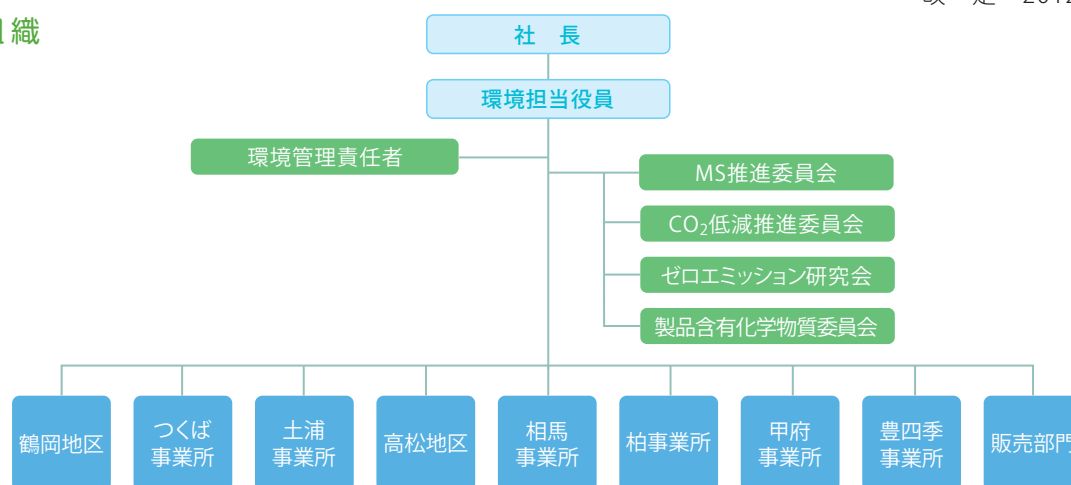 織
社　長
環境担当役員
環境管理責任者
MS推進委員会
CO₂低減推進委員会
ゼロエミッション研究会
製品含有化学物質委員会
鶴岡地区
つくば
事業所
土浦
事業所
高松地区
相馬
事業所
柏事業所
甲府
事業所
豊四季
事業所
販売部門